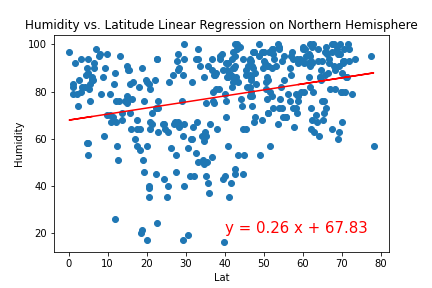 Humidity vs. Latitude Linear Regression on Northern Hemisphere
100
80
60
40
20
Humidity
y = 0.26 x + 67.83
0 10 20 30 40 50 60 70 80
Lat